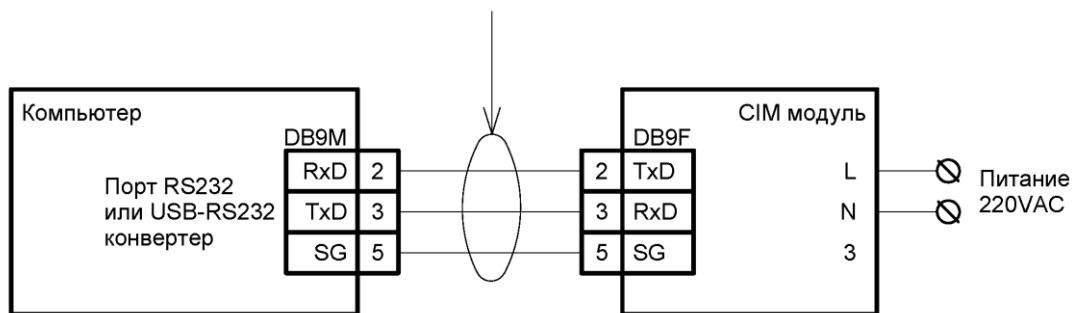 Компьютер
DB9M
Порт RS232
или USB-RS232
конвертер
RxD 2
TxD 3
SG 5
CIM модуль
DB9F
2 TxD
3 RxD
5 SG
L
N
3
Питание
220VAC